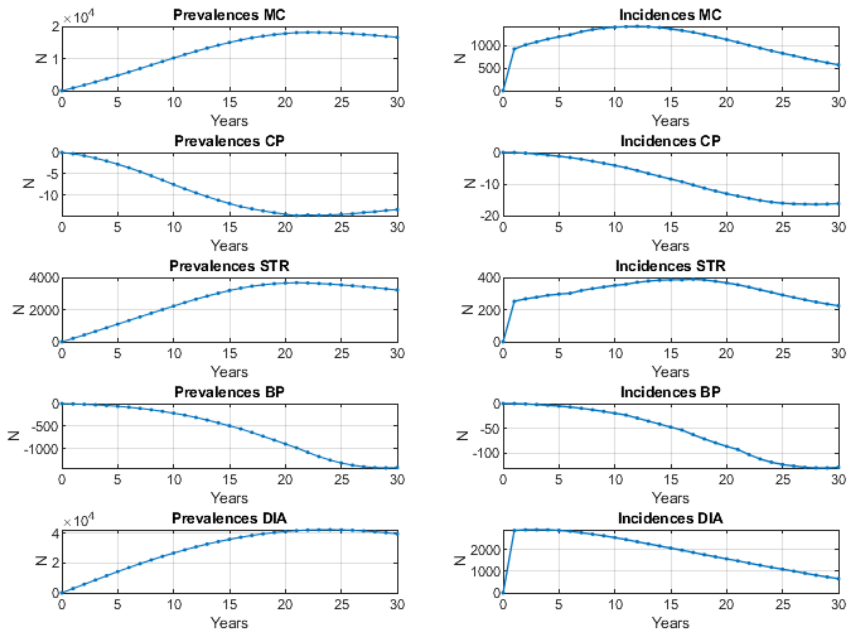 Prevalences MC
×10⁴
2
1
0
N
0 5 10 15 20 25 30
Years
Incidences MC
1000
500
0
N
0 5 10 15 20 25 30
Years
Prevalences CP
0
-5
-10
N
0 5 10 15 20 25 30
Years
Incidences CP
0
-10
-20
N
0 5 10 15 20 25 30
Years
Prevalences STR
4000
2000
0
N
0 5 10 15 20 25 30
Years
Incidences STR
400
200
0
N
0 5 10 15 20 25 30
Years
Prevalences BP
0
-500
-1000
N
0 5 10 15 20 25 30
Years
Incidences BP
0
-50
-100
N
0 5 10 15 20 25 30
Years
Prevalences DIA
×10⁴
4
2
0
N
0 5 10 15 20 25 30
Years
Incidences DIA
2000
1000
0
N
0 5 10 15 20 25 30
Years